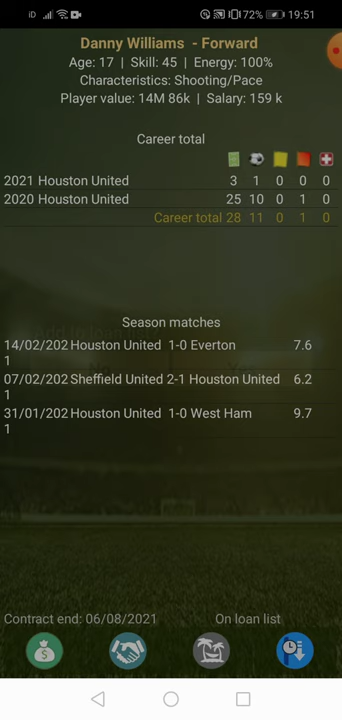 iD 72% 19:51
Danny Williams - Forward
Age: 17 | Skill: 45 | Energy: 100%
Characteristics: Shooting/Pace
Player value: 14M 86k | Salary: 159 k
Career total
2021 Houston United 3 1 0 0 0
2020 Houston United 25 10 0 1 0
Career total 28 11 0 1 0
Season matches
14/02/202 Houston United 1-0 Everton 7.6
1
07/02/202 Sheffield United 2-1 Houston United 6.2
1
31/01/202 Houston United 1-0 West Ham 9.7
1
Contract end: 06/08/2021 On loan list